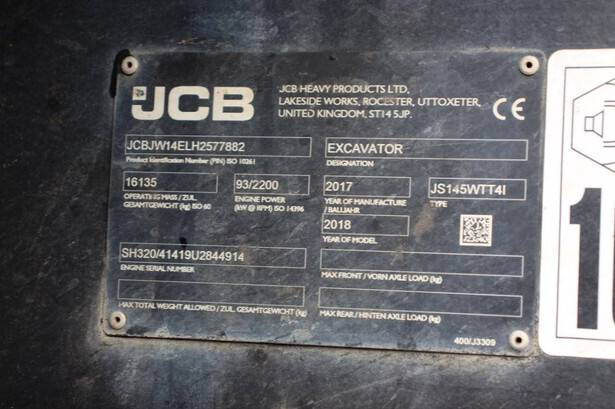 JCB
JCB HEAVY PRODUCTS LTD,
LAKESIDE WORKS, ROCESTER, UTTOXETER,
UNITED KINGDOM, ST14 5JP.
CE
JCBJW14ELH2577882
Product Identification Number (PIN) ISO 10261
EXCAVATOR
DESIGNATION
16135
OPERATING MASS / ZUL.
GESAMTGEWICHT (kg) ISO 60
93/2200
ENGINE POWER
(kW @ RPM) ISO 14396
2017
YEAR OF MANUFACTURE
/ BAUJAHR
JS145WTT4I
TYPE
2018
YEAR OF MODEL
SH320/41419U2844914
ENGINE SERIAL NUMBER
MAX FRONT / VORN AXLE LOAD (kg)
MAX TOTAL WEIGHT ALLOWED / ZUL. GESAMTGEWICHT (kg)
MAX REAR / HINTEN AXLE LOAD (kg)
400/J3309